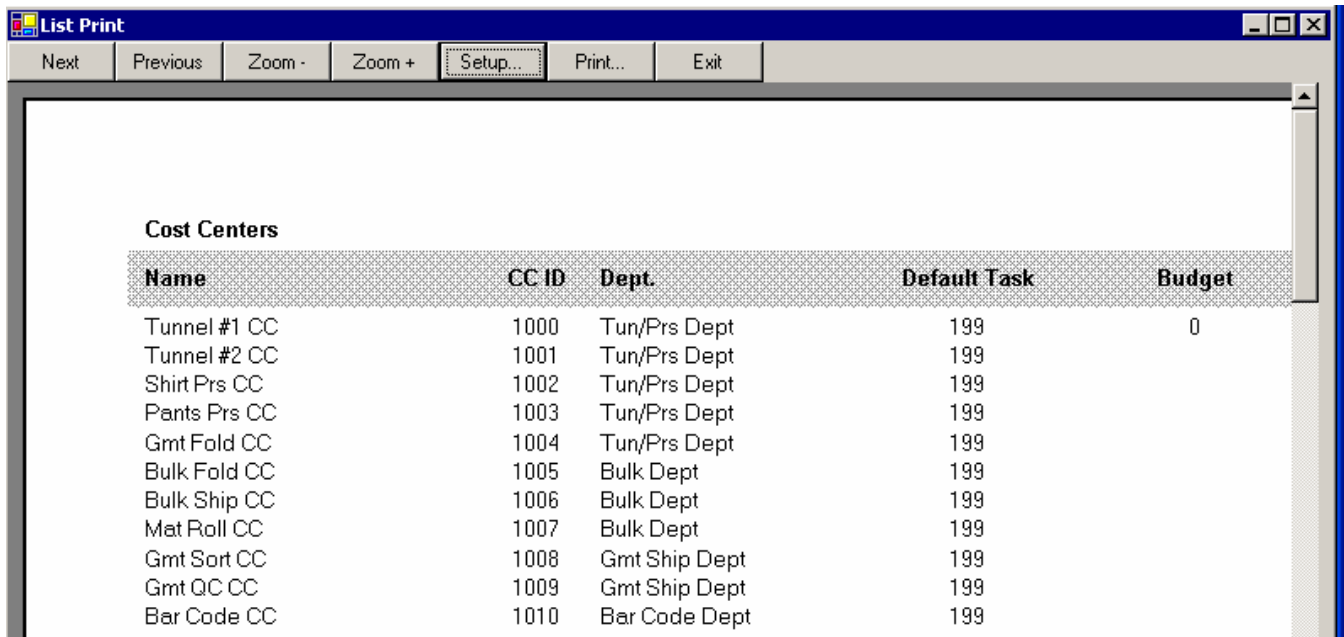 List Print
Next Previous Zoom - Zoom + Setup... Print... Exit
Cost Centers
Name CC ID Dept. Default Task Budget
Tunnel #1 CC 1000 Tun/Prs Dept 199 0
Tunnel #2 CC 1001 Tun/Prs Dept 199
Shirt Prs CC 1002 Tun/Prs Dept 199
Pants Prs CC 1003 Tun/Prs Dept 199
Gmt Fold CC 1004 Tun/Prs Dept 199
Bulk Fold CC 1005 Bulk Dept 199
Bulk Ship CC 1006 Bulk Dept 199
Mat Roll CC 1007 Bulk Dept 199
Gmt Sort CC 1008 Gmt Ship Dept 199
Gmt QC CC 1009 Gmt Ship Dept 199
Bar Code CC 1010 Bar Code Dept 199